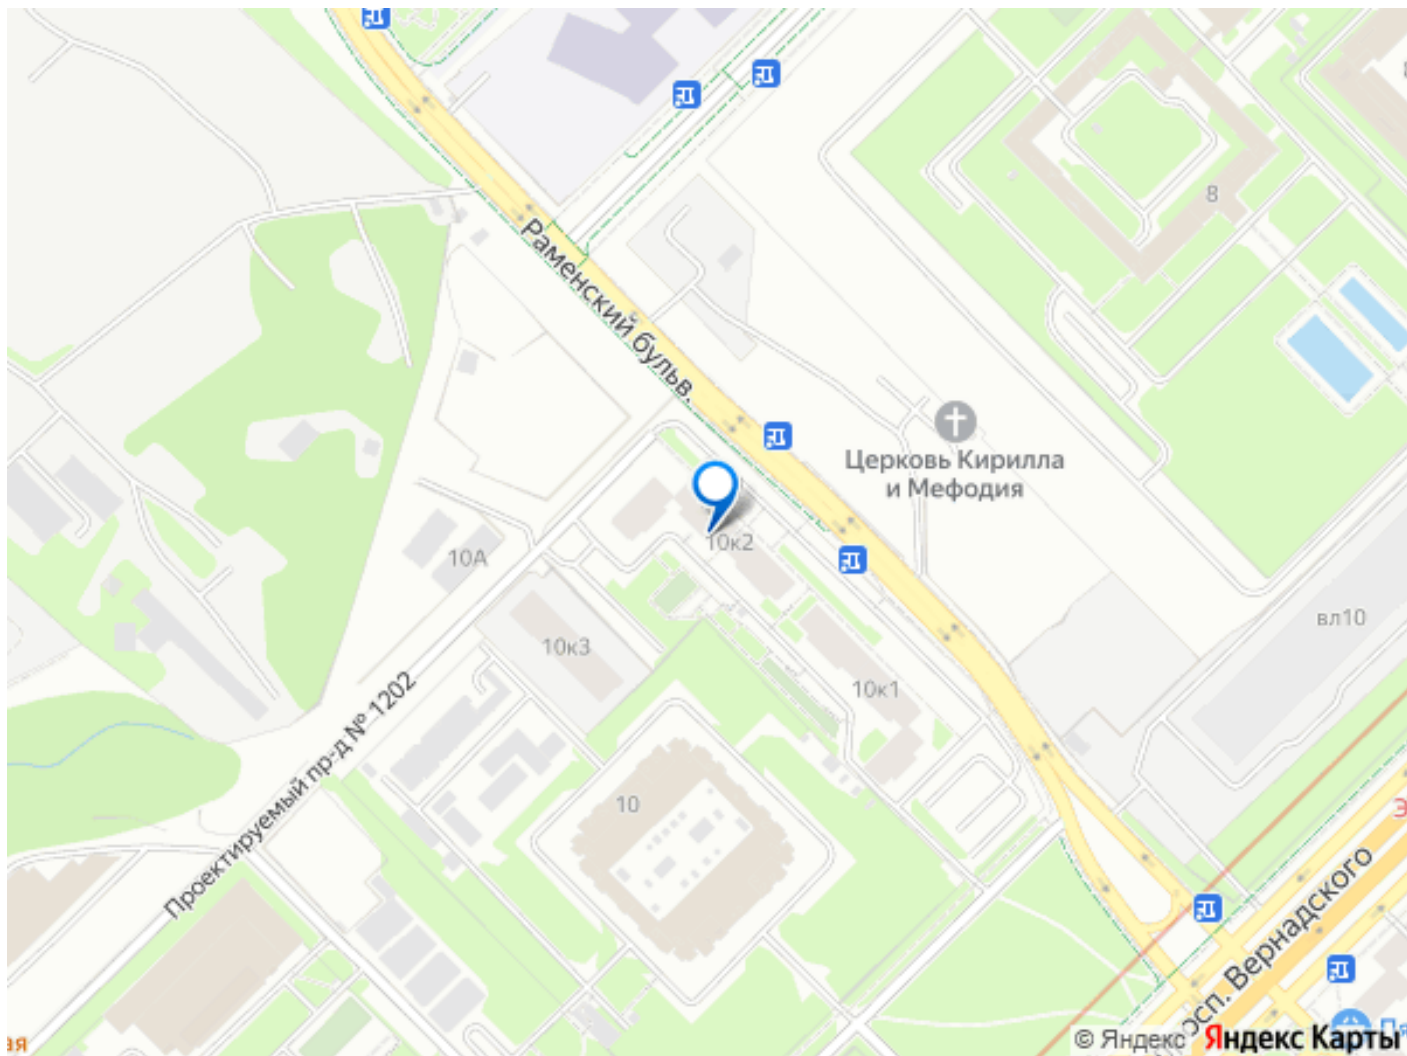 8
Раменский бульв.
Церковь Кирилла
и Мефодия
10к2
10А
вл10
10к3
10к1
Проектируемый пр-д № 1202
10
просп. Вернадского
© Яндекс Яндекс Карты